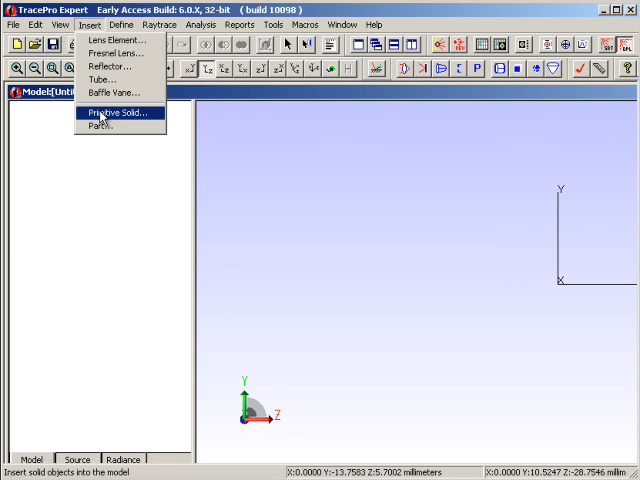 TracePro Expert Early Access Build: 6.0.X, 32-bit ( build 10098 )
File Edit View Insert Define Raytrace Analysis Reports Tools Macros Window Help
Lens Element...
Fresnel Lens...
Reflector...
Tube...
Baffle Vane...
Primitive Solid...
Part...
Model:[Unti
Y
X
Y
Z
Model Source Radiance
Insert solid objects into the model
X:0.0000 Y:-13.7583 Z:5.7002 millimeters
X:0.0000 Y:10.5247 Z:-28.7546 millim